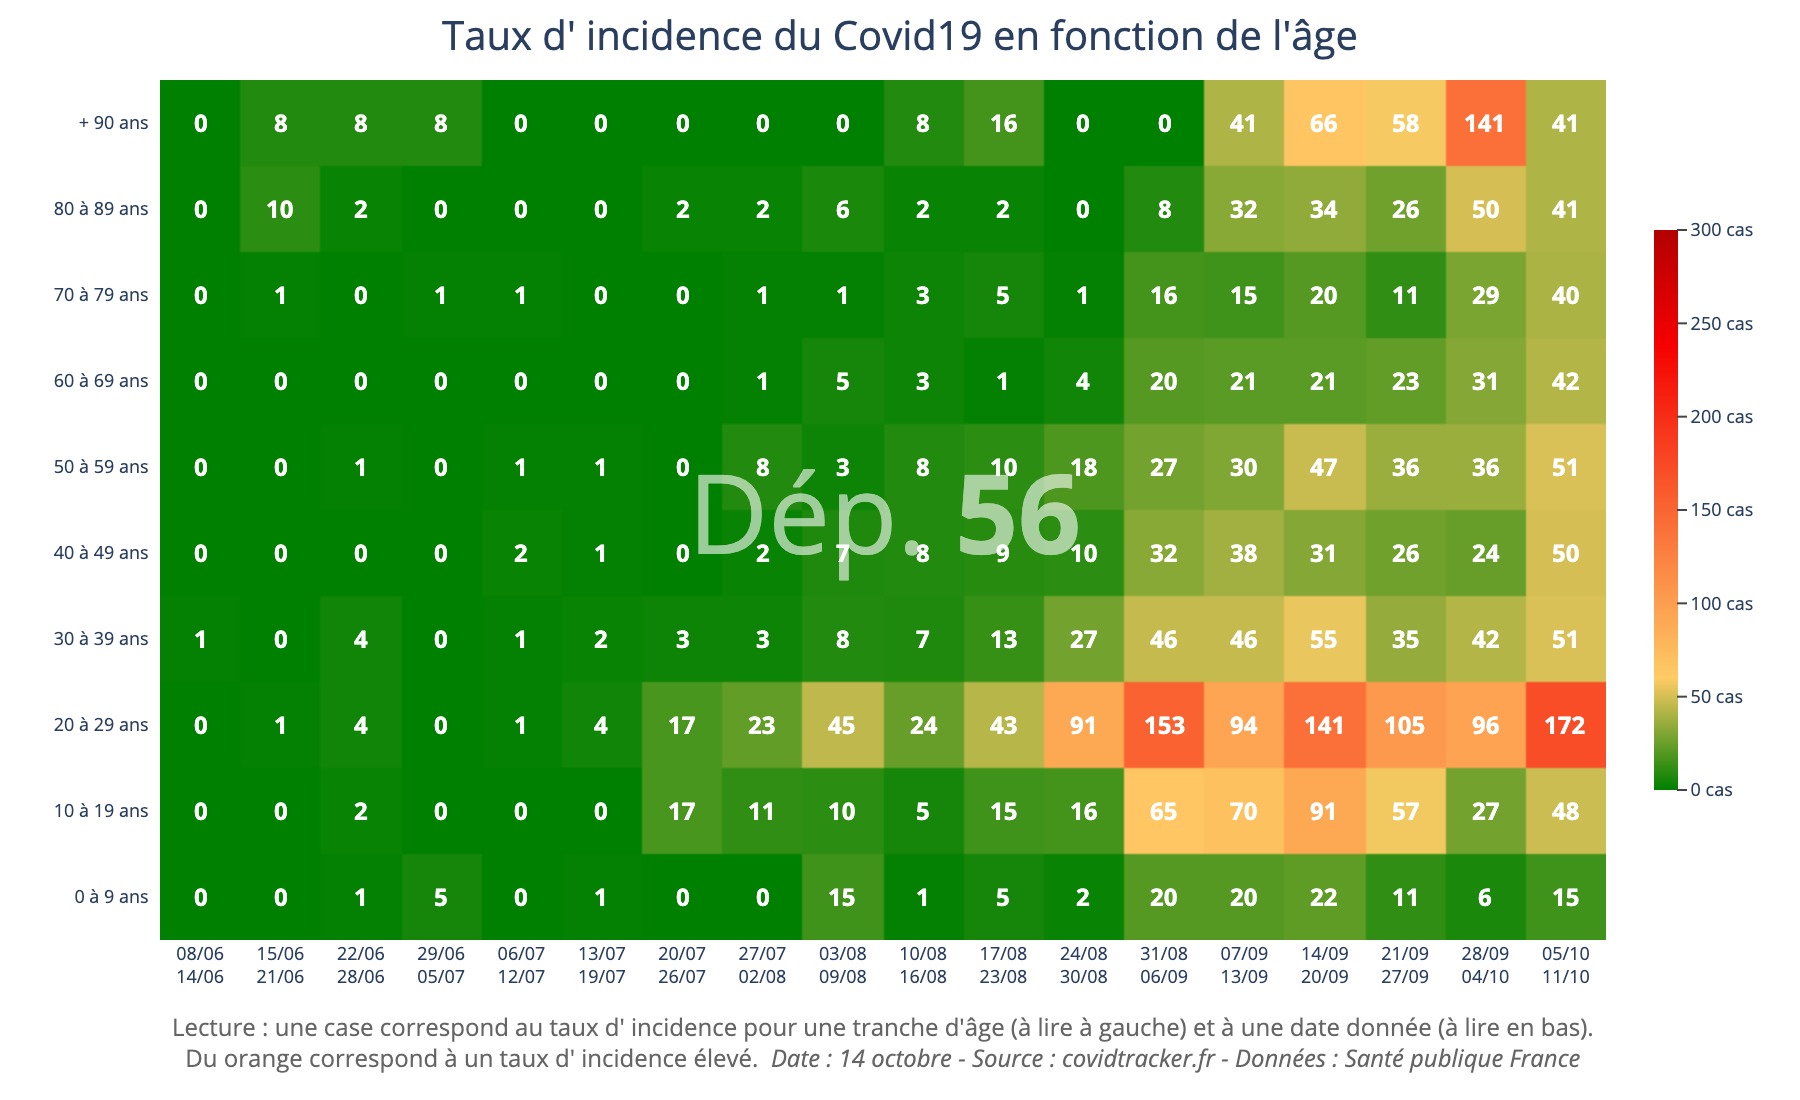 Taux d' incidence du Covid19 en fonction de l'âge
+ 90 ans 0 8 8 8 0 0 0 0 0 8 16 0 0 41 66 58 141 41
80 à 89 ans 0 10 2 0 0 0 2 2 6 2 2 0 8 32 34 26 50 41
300 cas
70 à 79 ans 0 1 0 1 1 0 0 1 1 3 5 1 16 15 20 11 29 40
250 cas
60 à 69 ans 0 0 0 0 0 0 0 1 5 3 1 4 20 21 21 23 31 42
200 cas
50 à 59 ans 0 0 1 0 1 1 0 8 3 8 10 18 27 30 47 36 36 51
Dép. 56
150 cas
40 à 49 ans 0 0 0 0 2 1 0 2 7 8 9 10 32 38 31 26 24 50
100 cas
30 à 39 ans 1 0 4 0 1 2 3 3 8 7 13 27 46 46 55 35 42 51
50 cas
20 à 29 ans 0 1 4 0 1 4 17 23 45 24 43 91 153 94 141 105 96 172
0 cas
10 à 19 ans 0 0 2 0 0 0 17 11 10 5 15 16 65 70 91 57 27 48
0 à 9 ans 0 0 1 5 0 1 0 0 15 1 5 2 20 20 22 11 6 15
08/06 15/06 22/06 29/06 06/07 13/07 20/07 27/07 03/08 10/08 17/08 24/08 31/08 07/09 14/09 21/09 28/09 05/10
14/06 21/06 28/06 05/07 12/07 19/07 26/07 02/08 09/08 16/08 23/08 30/08 06/09 13/09 20/09 27/09 04/10 11/10
Lecture : une case correspond au taux d' incidence pour une tranche d'âge (à lire à gauche) et à une date donnée (à lire en bas).
Du orange correspond à un taux d' incidence élevé. Date : 14 octobre - Source : covidtracker.fr - Données : Santé publique France